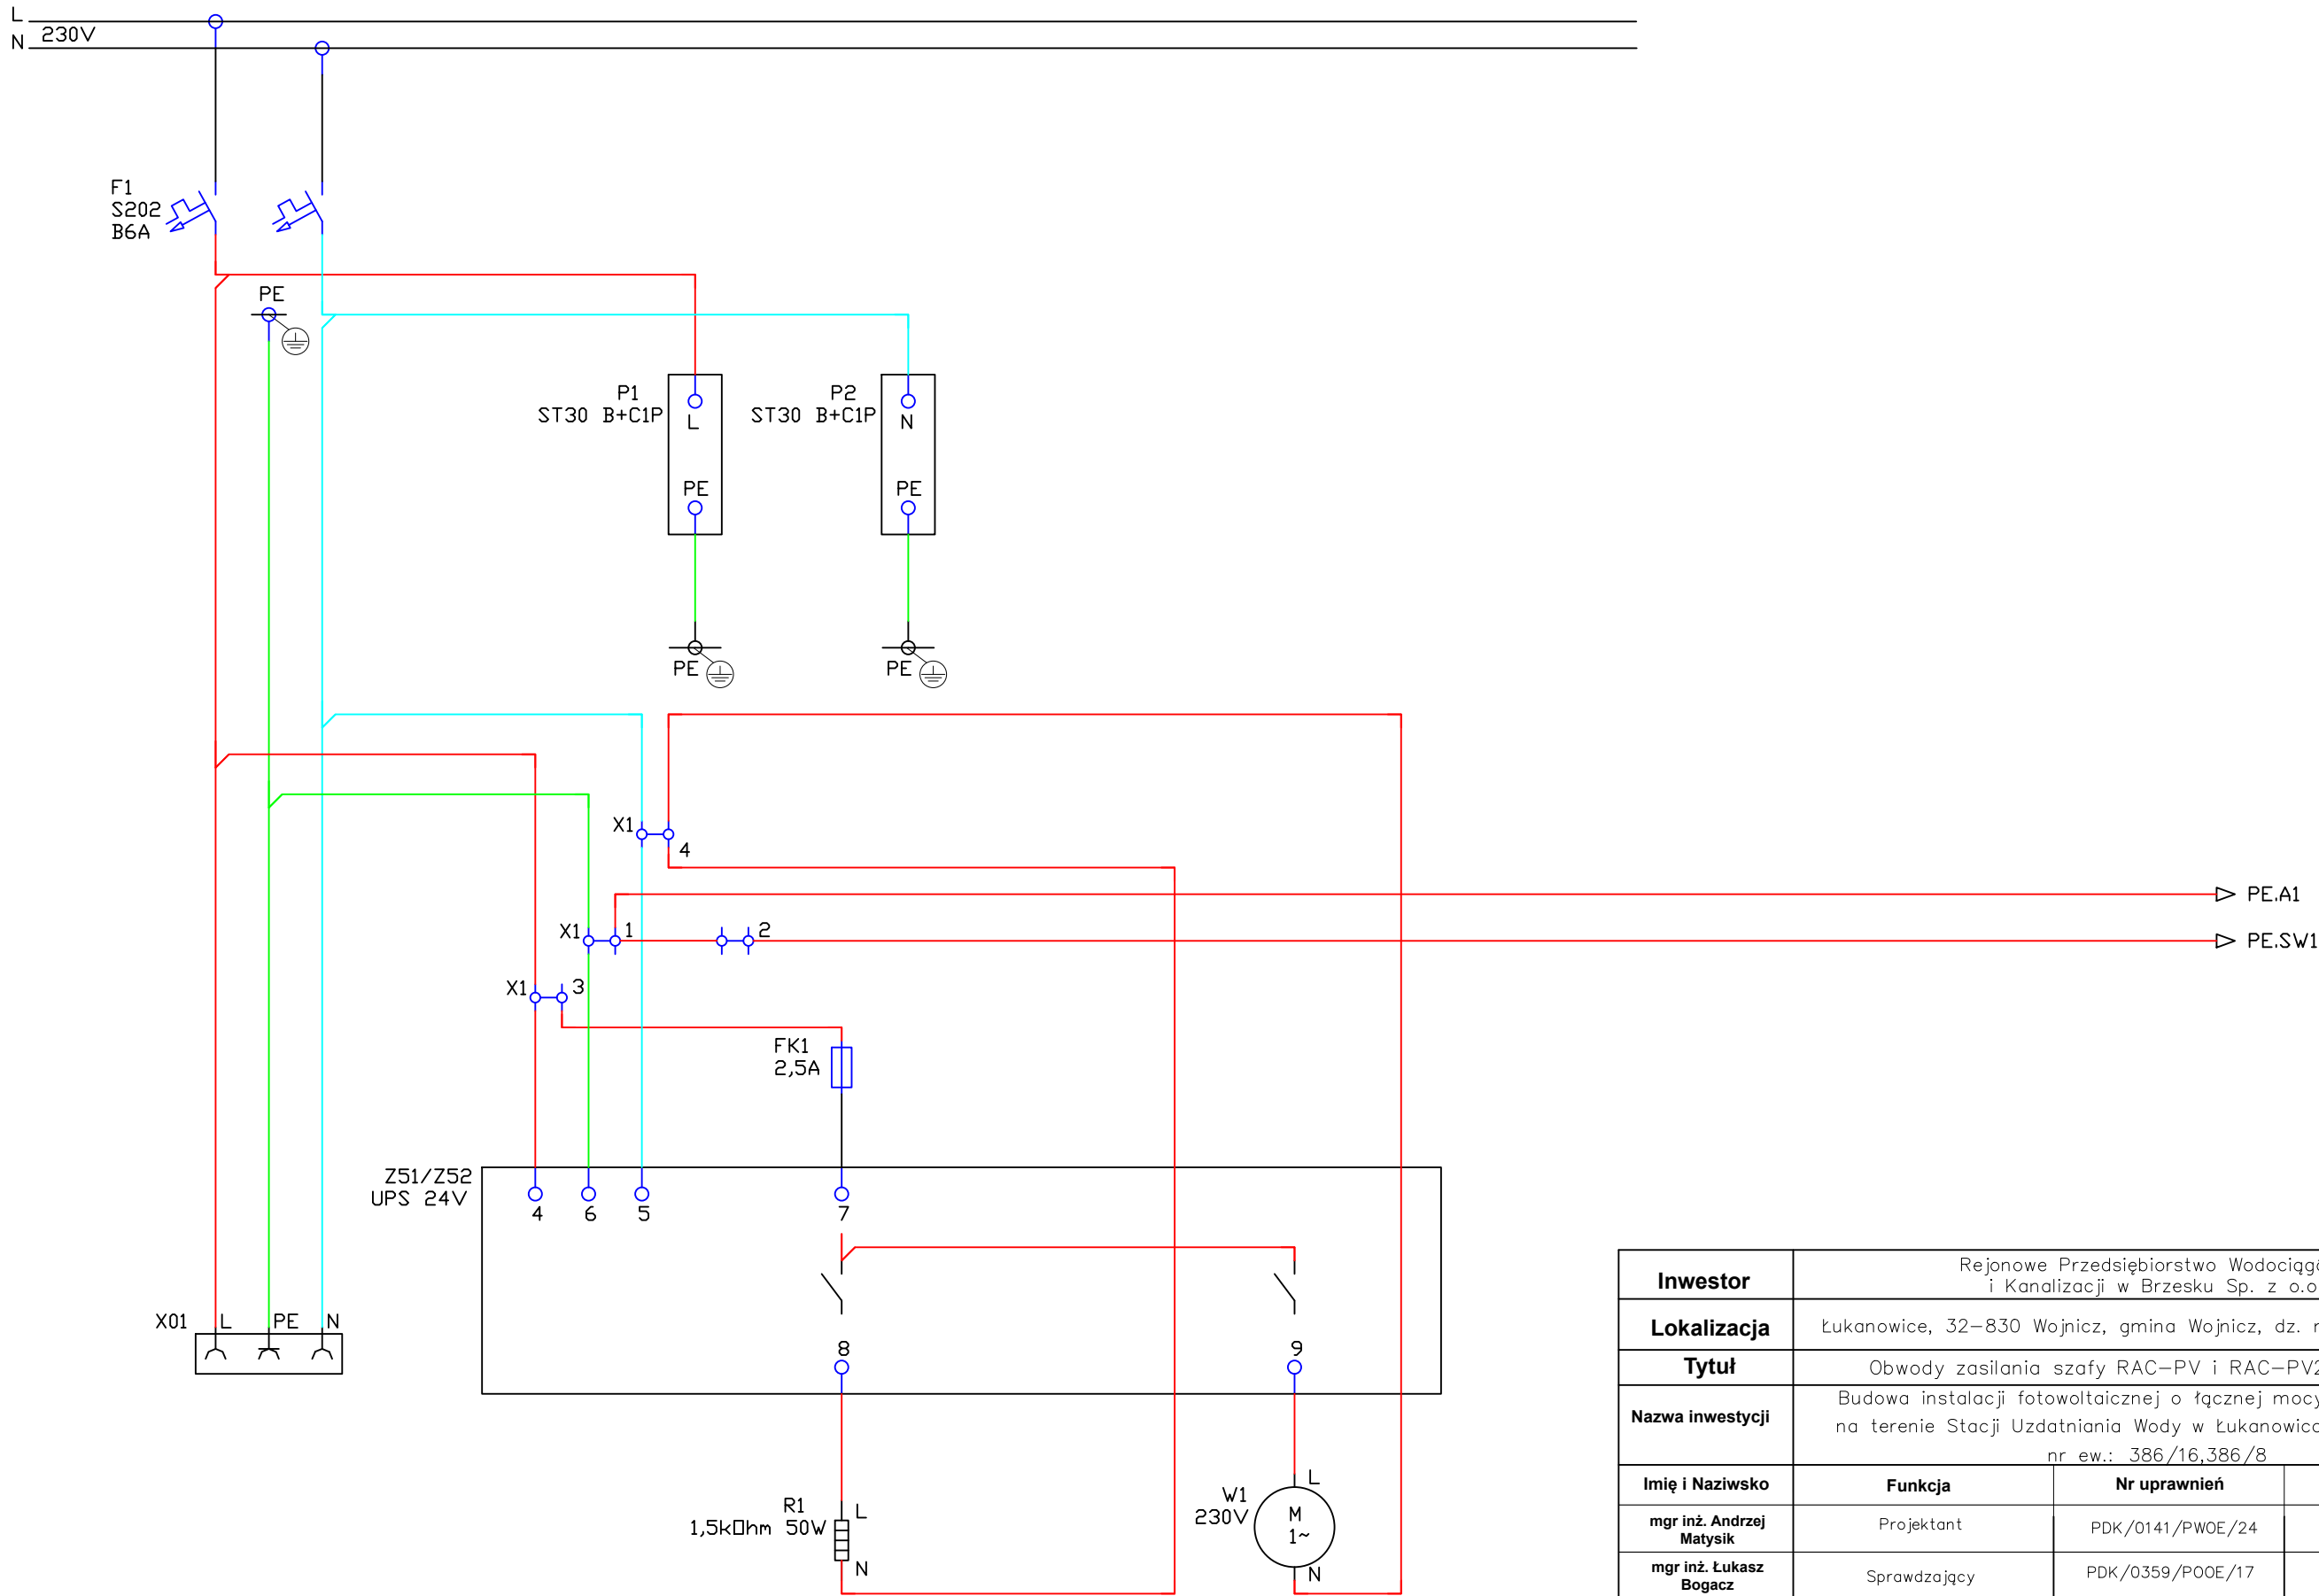 L
N 230V
F1
S202
B6A
PE
P1
ST30 B+C1P
L
PE
PE
P2
ST30 B+C1P
N
PE
PE
X1
4
PE.A1
X1 1
2
PE.SW1
X1 3
FK1
2,5A
Z51/Z52
UPS 24V
4 6 5 7
8 9
X01 L PE N
R1
1,5kOhm 50W
L
N
W1
230V
L
M
1~
N
Inwestor
Rejonowe Przedsiębiorstwo
i Kanalizacji w Brzesku Sp. z o.o
Lokalizacja
Łukanowice, 32-830 Wojnicz, gmina Wojnicz, dz.
Tytuł
Obwody zasilania szafy RAC-PV i RAC-PV2
Nazwa inwestycji
Budowa instalacji fotowoltaicznej o łącznej mocy
na terenie Stacji Uzdatniania Wody w
nr ew.: 386/16,386/8
Imię i Naziwsko Funkcja Nr uprawnień
mgr inż. Andrzej
Matysik
Projektant PDK/0141/PWOE/24
mgr inż. Łukasz
Bogacz
Sprawdzający PDK/0359/POOE/17